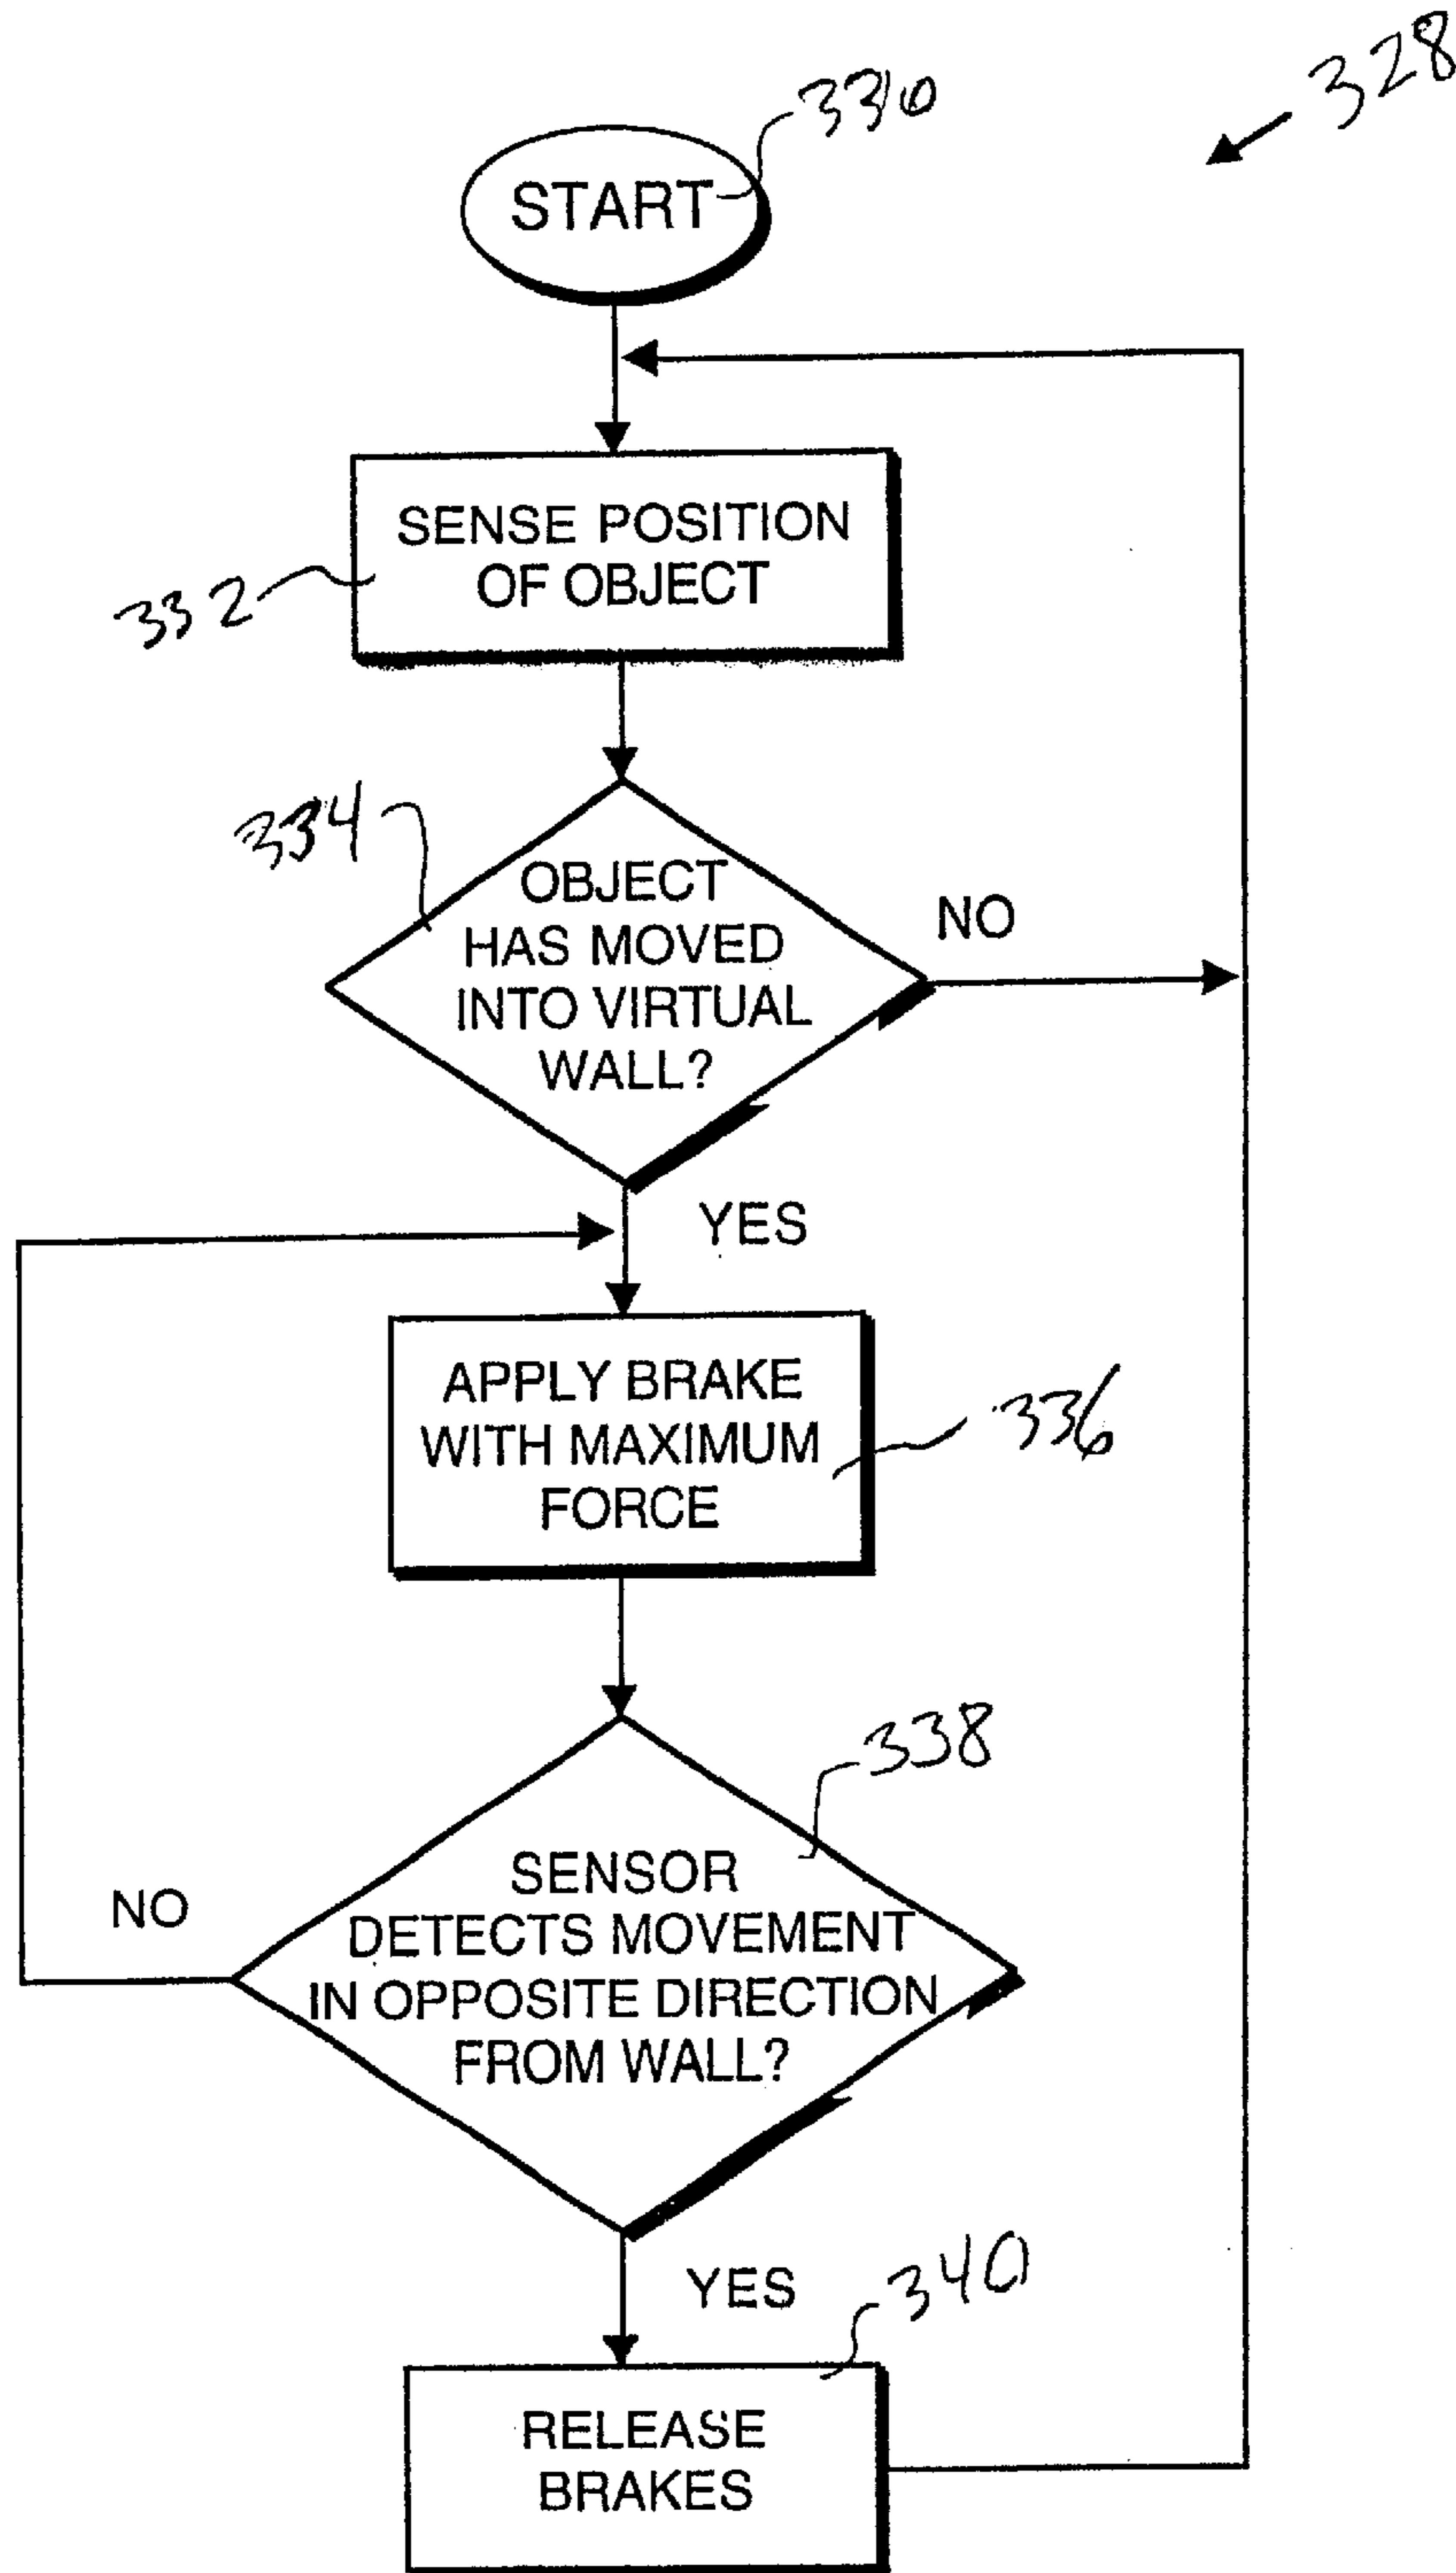 328
330
START
SENSE POSITION
OF OBJECT
332
334
OBJECT
HAS MOVED
INTO VIRTUAL
WALL?
NO
YES
APPLY BRAKE
WITH MAXIMUM
FORCE
336
338
SENSOR
DETECTS MOVEMENT
IN OPPOSITE DIRECTION
FROM WALL?
NO
YES
340
RELEASE
BRAKES